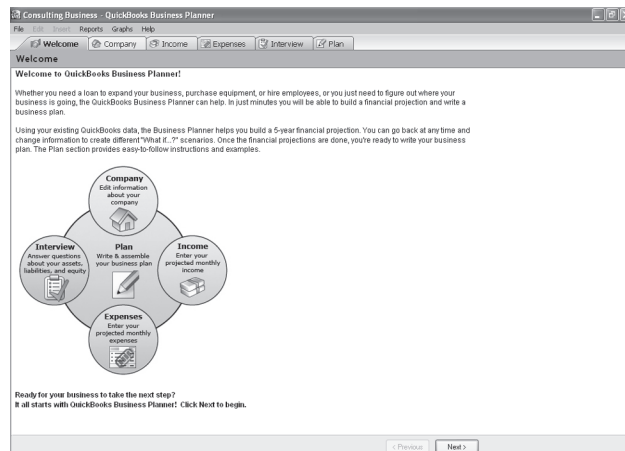 Consulting Business - QuickBooks Business Planner
File Edit Insert Reports Graphs Help
Welcome Company Income Expenses Interview Plan
Welcome
Welcome to QuickBooks Business Planner!
Whether you need a loan to expand your business, purchase equipment, or hire employees, or you just need to figure out where your
business is going, the QuickBooks Business Planner can help. In just minutes you will be able to build a financial projection and write a
business plan.
Using your existing QuickBooks data, the Business Planner helps you build a 5-year financial projection. You can go back at any time and
change information to create different "What if...?" scenarios. Once the financial projections are done, you're ready to write your business
plan. The Plan section provides easy-to-follow instructions and examples.
Company
Edit information
about your
company
Interview
Answer questions
about your assets,
liabilities, and equity
Plan
Write & assemble
your business plan
Income
Enter your
projected monthly
income
Expenses
Enter your
projected monthly
expenses
Ready for your business to take the next step?
It all starts with QuickBooks Business Planner! Click Next to begin.
< Previous Next >